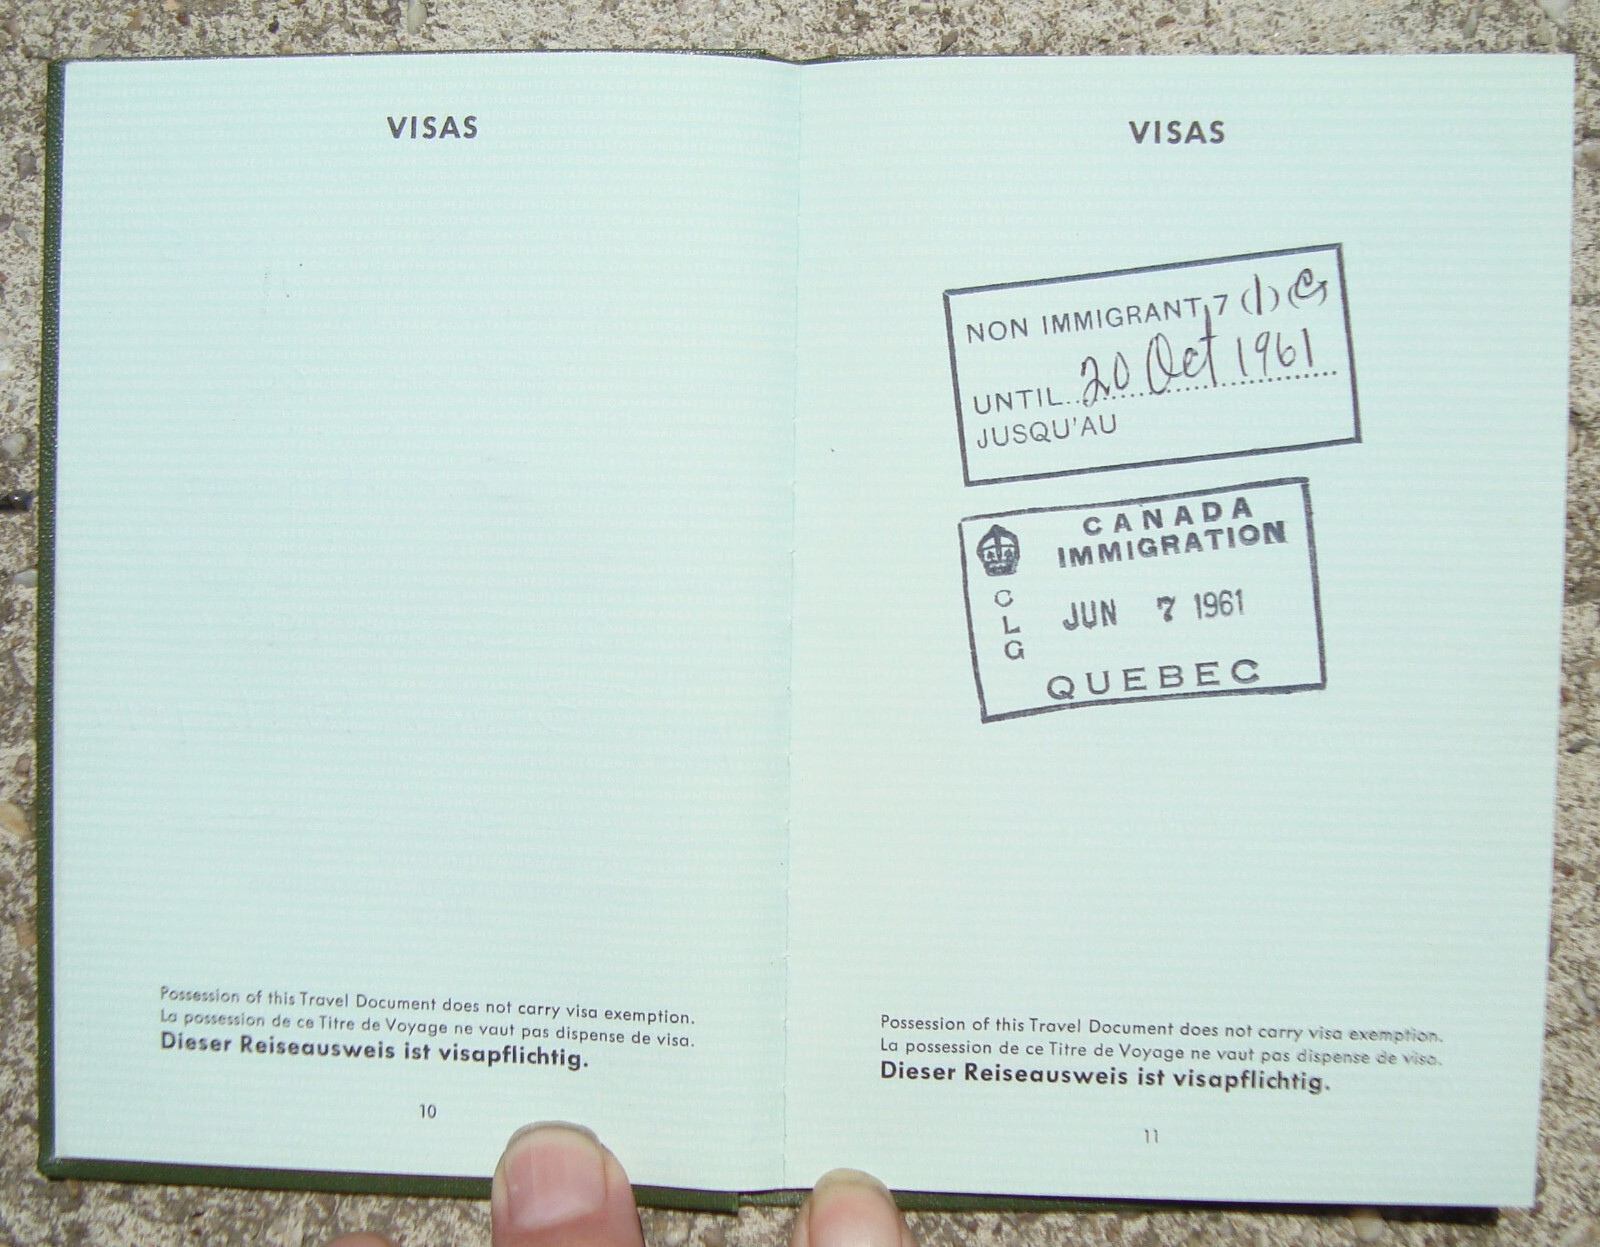 VISAS
Possession of this Travel Document does not carry visa exemption.
La possession de ce Titre de Voyage ne vaut pas dispense de visa.
Dieser Reiseausweis ist visapflichtig.
10
VISAS
NON IMMIGRANT 7 (1) (G)
UNTIL 20 Oct 1961
JUSQU'AU
CANADA
IMMIGRATION
CLG
JUN 7 1961
QUEBEC
Possession of this Travel Document does not carry visa exemption.
La possession de ce Titre de Voyage ne vaut pas dispense de visa.
Dieser Reiseausweis ist visapflichtig.
11